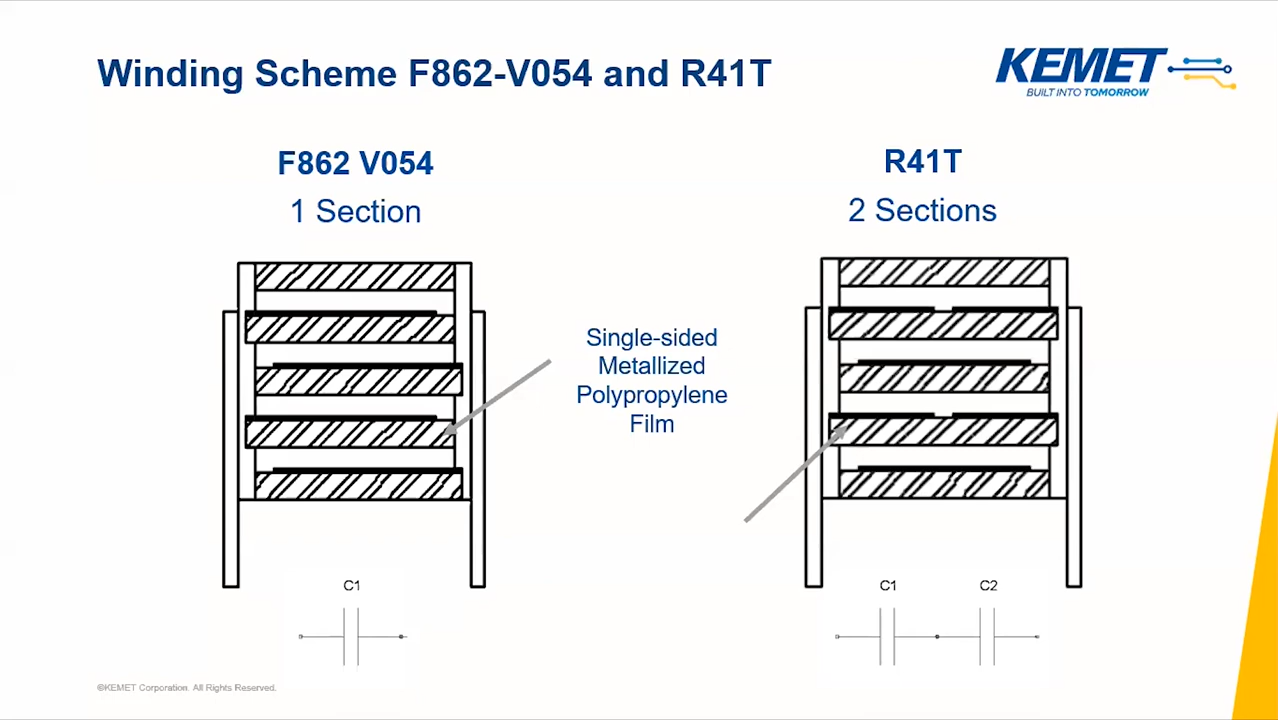 Winding Scheme F862-V054 and R41T
KEMET
BUILT INTO TOMORROW
F862 V054
1 Section
R41T
2 Sections
Single-sided
Metallized
Polypropylene
Film
C1
C1
C2
©KEMET Corporation. All Rights Reserved.